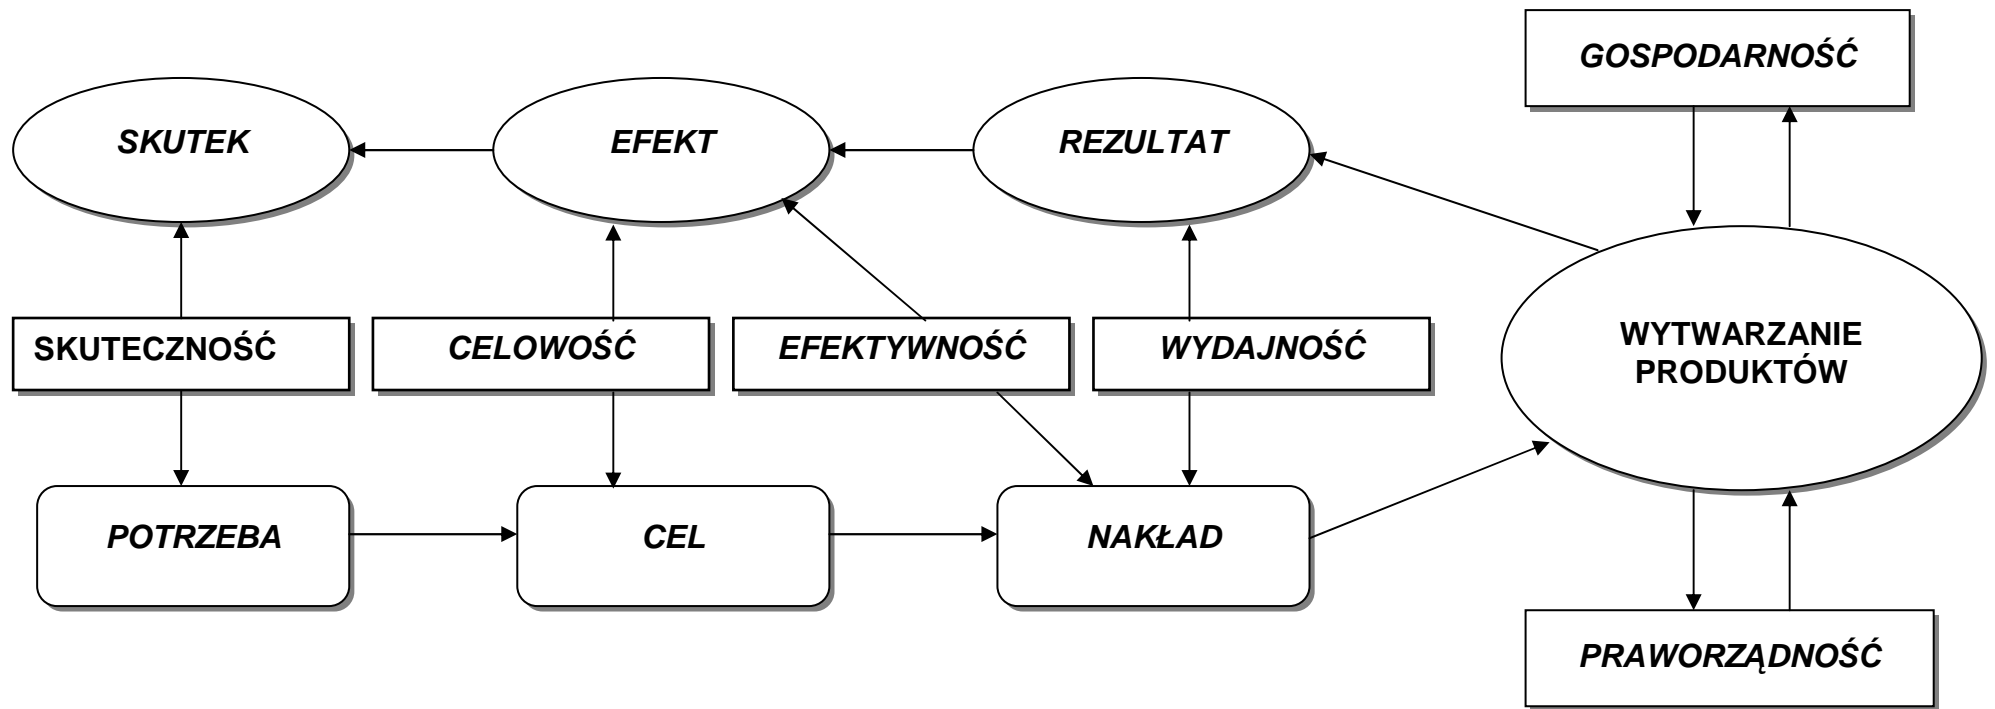 GOSPODARNOŚĆ
SKUTEK
EFEKT
REZULTAT
SKUTECZNOŚĆ
CELOWOŚĆ
EFEKTYWNOŚĆ
WYDAJNOŚĆ
WYTWARZANIE
PRODUKTÓW
POTRZEBA
CEL
NAKŁAD
PRAWORZĄDNOŚĆ